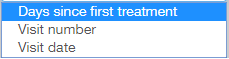 Days since first treatment
Visit number
Visit date